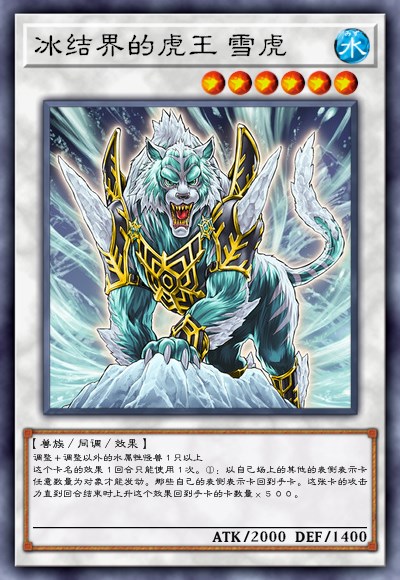 冰结界的虎王 雪虎
水
【兽族／同调／效果】
调整＋调整以外的水属性怪兽１只以上
这个卡名的效果１回合只能使用１次。①：以自己场上的其他的表侧表示卡
任意数量为对象才能发动。那些自己的表侧表示卡回到手卡。这张卡的攻击
力直到回合结束时上升这个效果回到手卡的卡数量×５００。
ATK/2000 DEF/1400